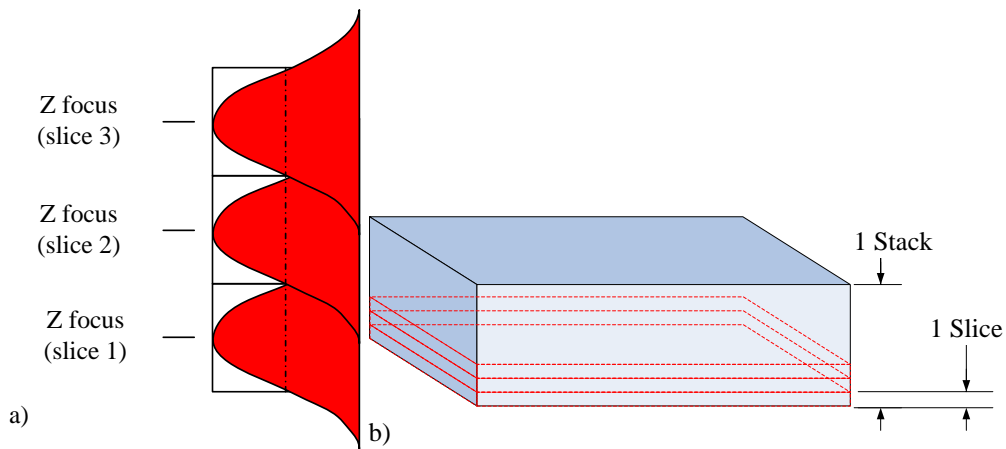 Z focus
(slice 3)
Z focus
(slice 2)
Z focus
(slice 1)
a)
1 Stack
1 Slice
b)